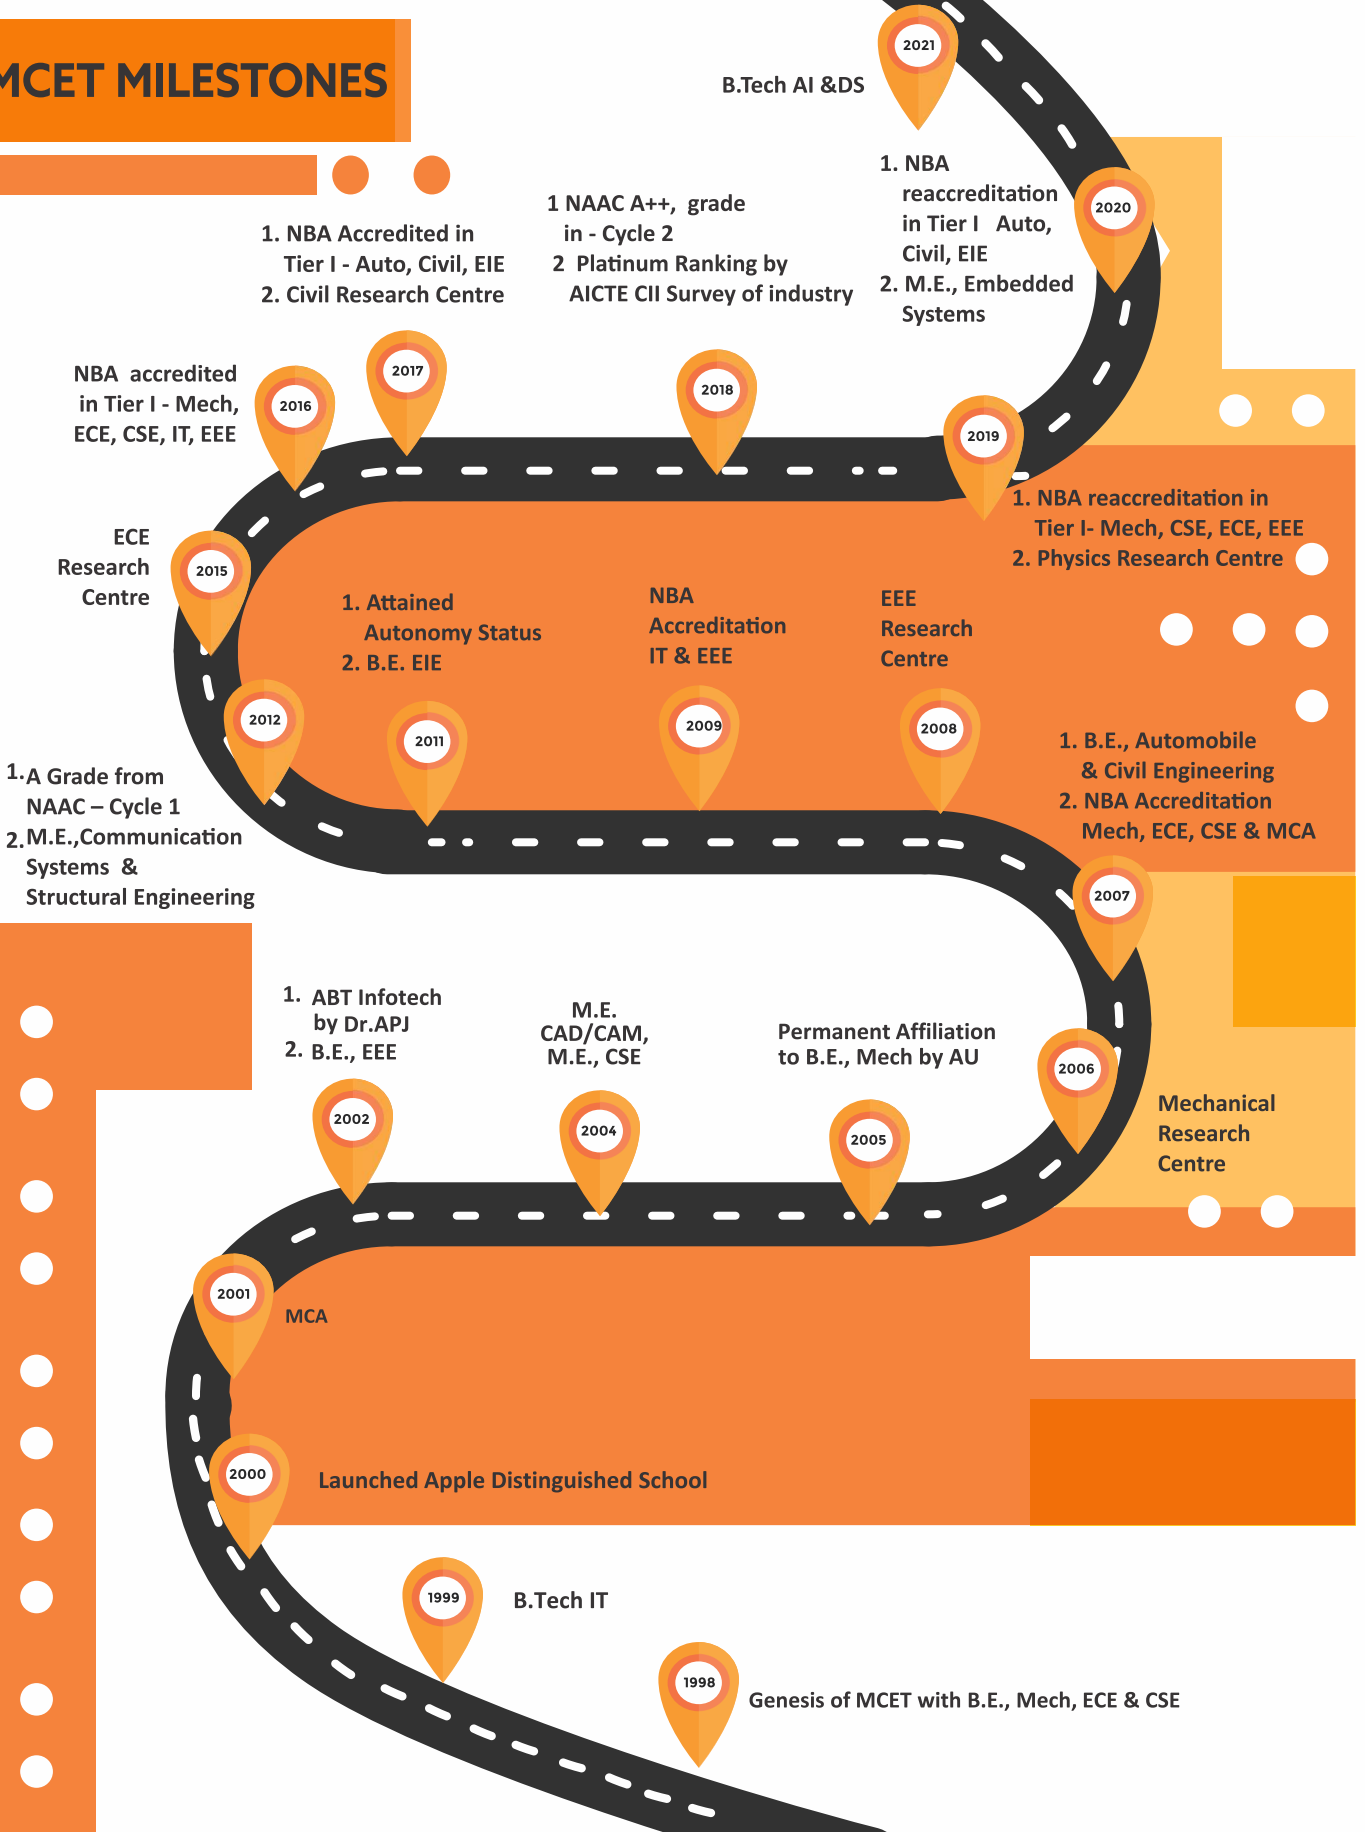 MCET MILESTONES
2021
B.Tech AI &DS
1. NBA
reaccreditation
in Tier I Auto,
Civil, EIE
2. M.E., Embedded
Systems
2020
1 NAAC A++, grade
in - Cycle 2
2 Platinum Ranking by
AICTE CII Survey of industry
1. NBA Accredited in
Tier I - Auto, Civil, EIE
2. Civil Research Centre
NBA accredited
in Tier I - Mech,
ECE, CSE, IT, EEE
2016
2017
2018
2019
1. NBA reaccreditation in
Tier I- Mech, CSE, ECE, EEE
2. Physics Research Centre
ECE
Research
Centre
2015
1. Attained
Autonomy Status
2. B.E. EIE
NBA
Accreditation
IT & EEE
EEE
Research
Centre
2012
2011
2009
2008
1. B.E., Automobile
& Civil Engineering
2. NBA Accreditation
Mech, ECE, CSE & MCA
1. A Grade from
NAAC – Cycle 1
2. M.E.,Communication
Systems &
Structural Engineering
2007
1. ABT Infotech
by Dr.APJ
2. B.E., EEE
M.E.
CAD/CAM,
M.E., CSE
Permanent Affiliation
to B.E., Mech by AU
2006
Mechanical
Research
Centre
2002
2004
2005
2001
MCA
2000
Launched Apple Distinguished School
1999
B.Tech IT
1998
Genesis of MCET with B.E., Mech, ECE & CSE